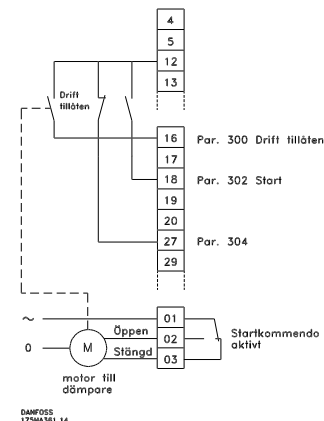 4
5
12
13
Drift
tillåten
16
Par. 300 Drift tillåten
17
18
Par. 302 Start
19
20
27
Par. 304
29
~
01
Öppen
02
Startkommendo
aktivt
0
M
Stängd
03
motor till
dämpare
DANFOSS
175HA361.14